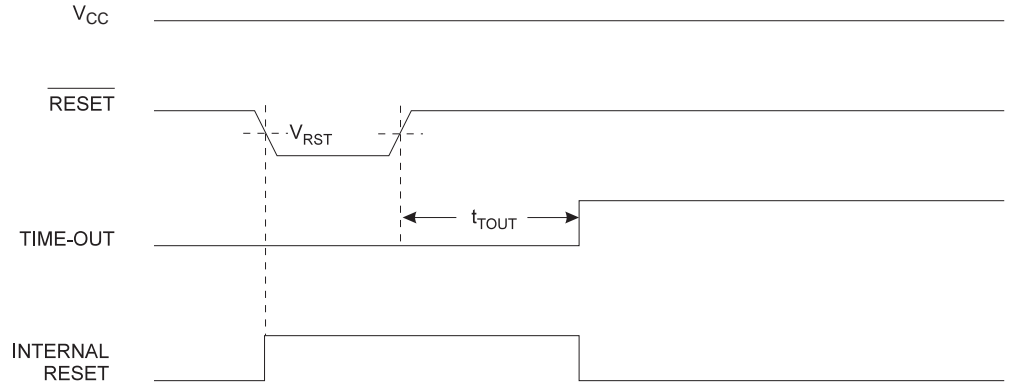 VCC
RESET
VRST
tTOUT
TIME-OUT
INTERNAL
RESET